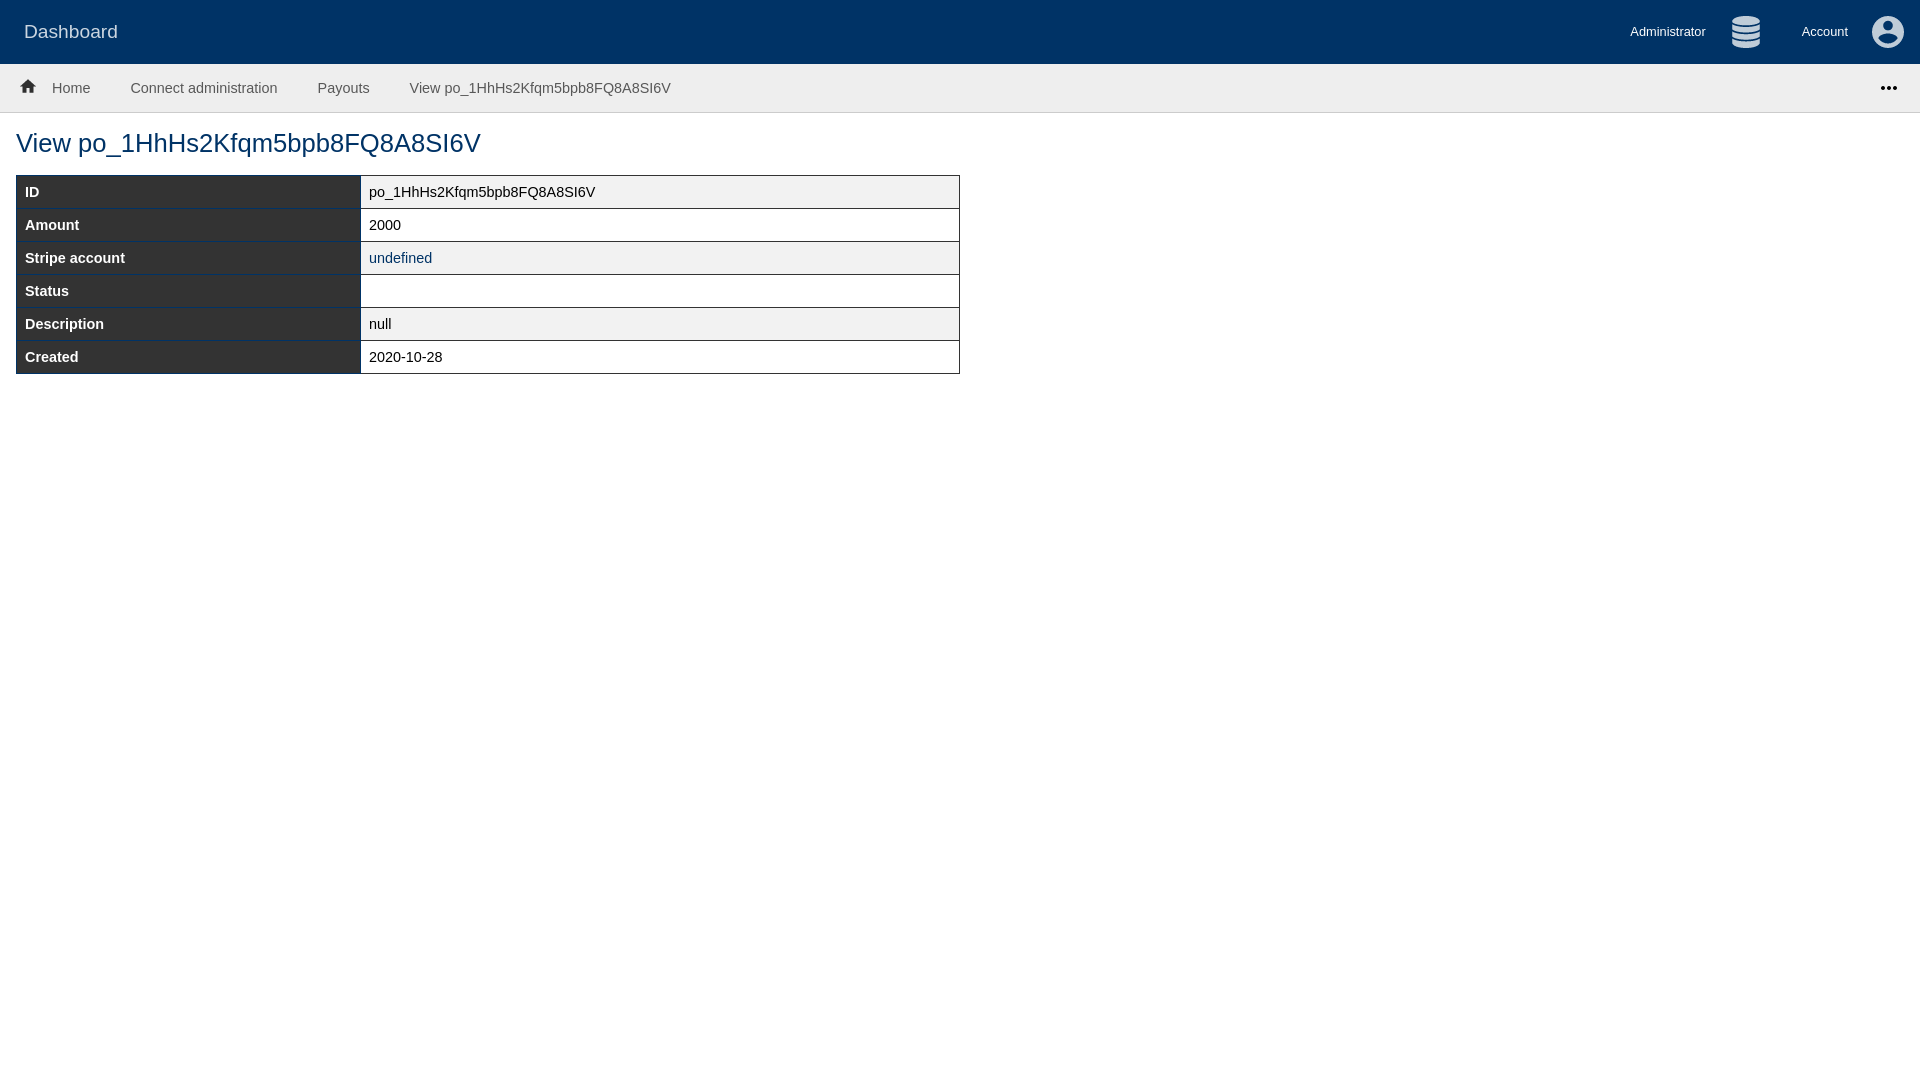 Dashboard
Administrator
Account
Home
Connect administration
Payouts
View po_1HhHs2Kfqm5bpb8FQ8A8SI6V
View po_1HhHs2Kfqm5bpb8FQ8A8SI6V
ID po_1HhHs2Kfqm5bpb8FQ8A8SI6V
Amount 2000
Stripe account undefined
Status
Description null
Created 2020-10-28